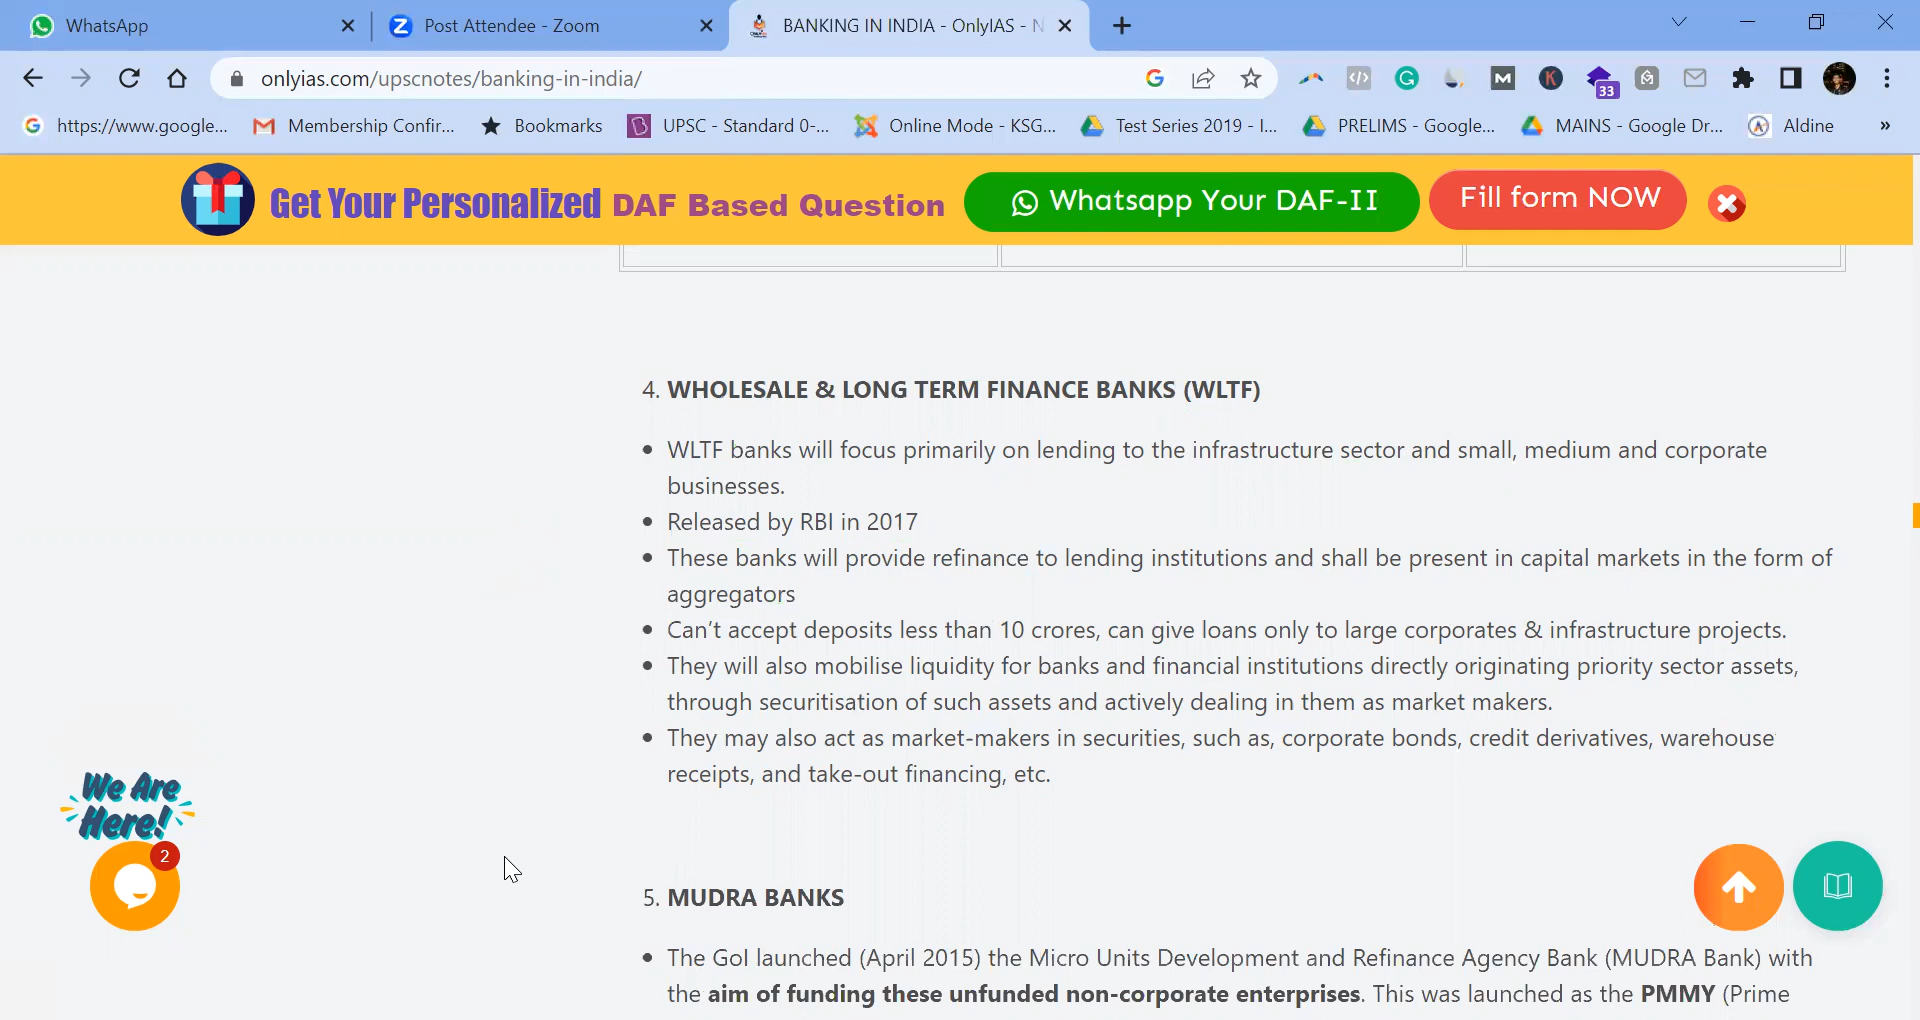 WhatsApp
Post Attendee - Zoom
BANKING IN INDIA - OnlyIAS - N
onlyias.com/upscnotes/banking-in-india/
33
https://www.google...
Membership Confir...
Bookmarks
UPSC - Standard 0-...
Online Mode - KSG...
Test Series 2019 - I...
PRELIMS - Google...
MAINS - Google Dr...
Aldine
»
Get Your Personalized DAF Based Question
Whatsapp Your DAF-II
Fill form NOW
4. WHOLESALE & LONG TERM FINANCE BANKS (WLTF)
• WLTF banks will focus primarily on lending to the infrastructure sector and small, medium and corporate
businesses.
• Released by RBI in 2017
• These banks will provide refinance to lending institutions and shall be present in capital markets in the form of
aggregators
• Can't accept deposits less than 10 crores, can give loans only to large corporates & infrastructure projects.
• They will also mobilise liquidity for banks and financial institutions directly originating priority sector assets,
through securitisation of such assets and actively dealing in them as market makers.
• They may also act as market-makers in securities, such as, corporate bonds, credit derivatives, warehouse
receipts, and take-out financing, etc.
We Are
Here!
2
5. MUDRA BANKS
• The GoI launched (April 2015) the Micro Units Development and Refinance Agency Bank (MUDRA Bank) with
the aim of funding these unfunded non-corporate enterprises. This was launched as the PMMY (Prime